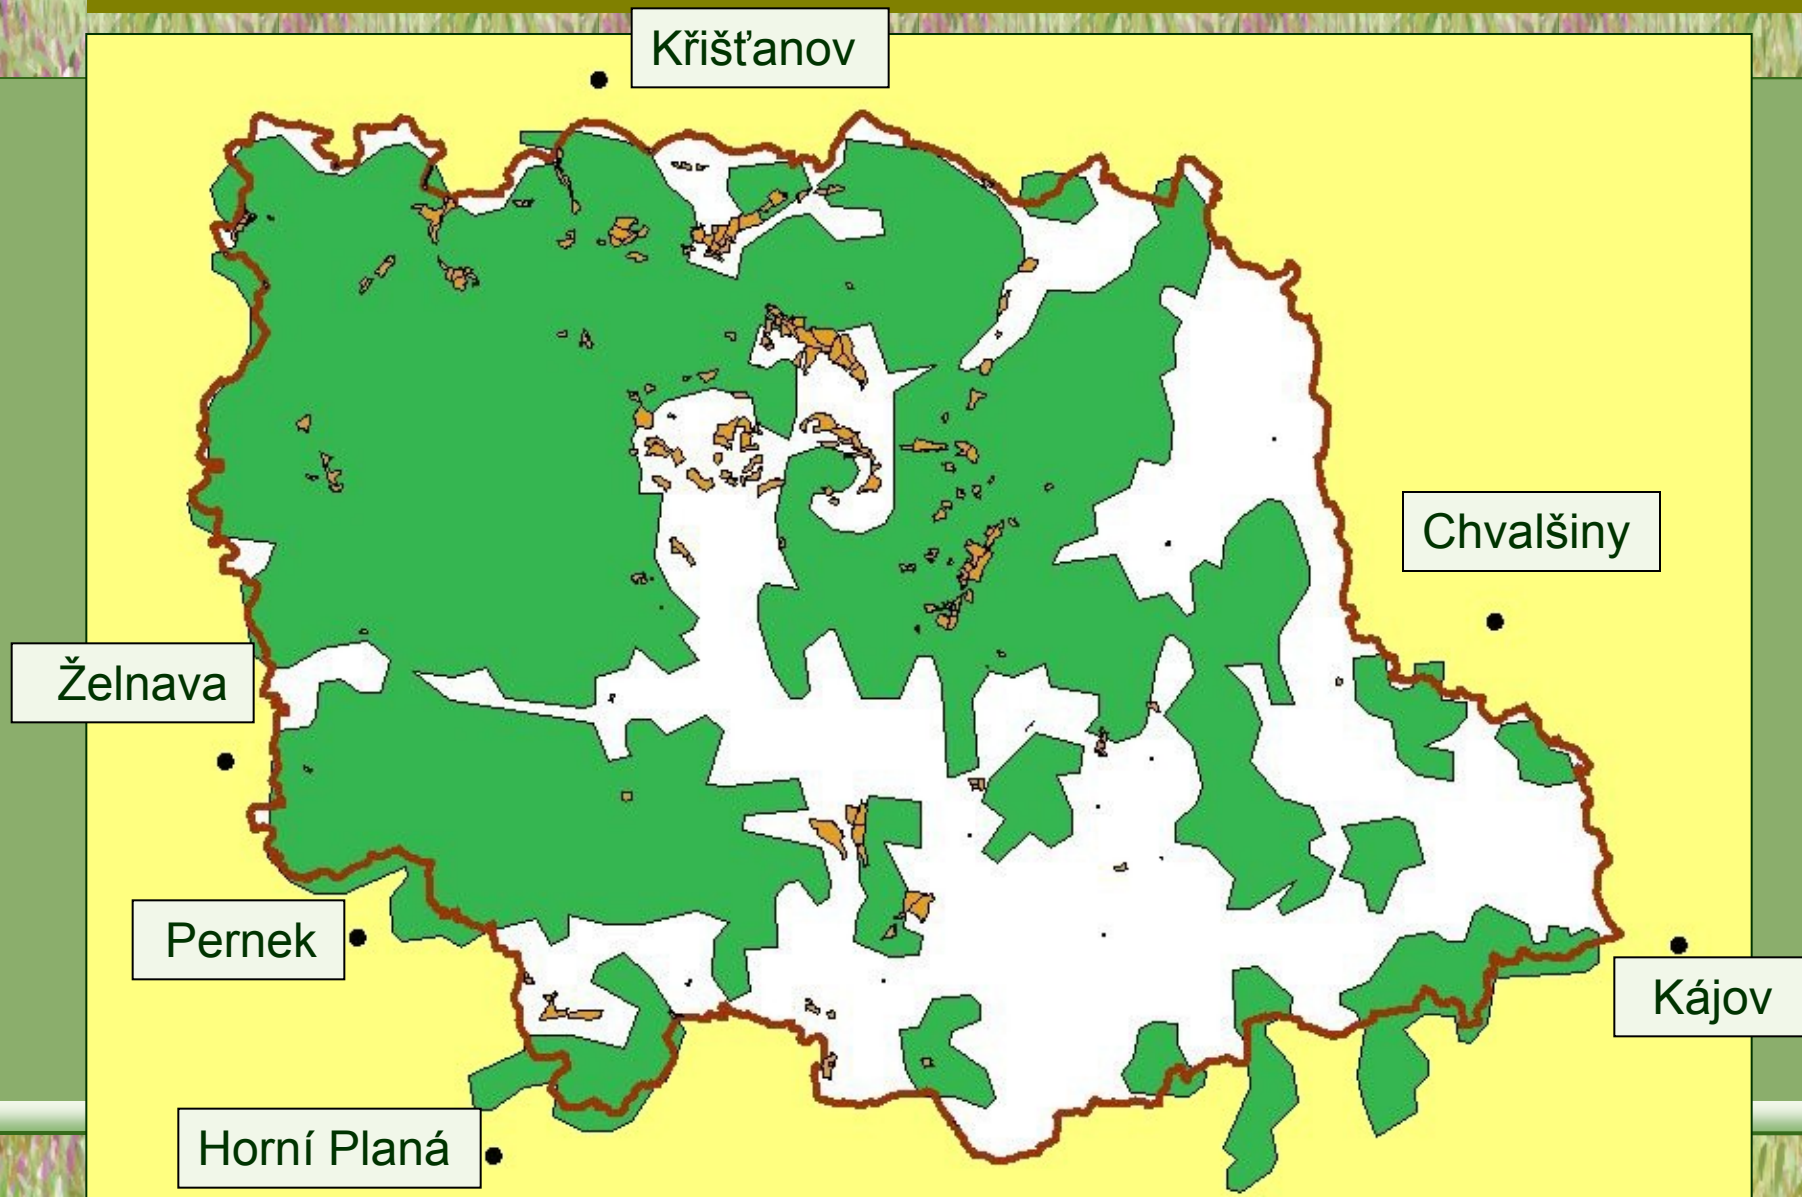 Křišťanov
Chvalšiny
Želnava
Pernek
Kájov
Horní Planá